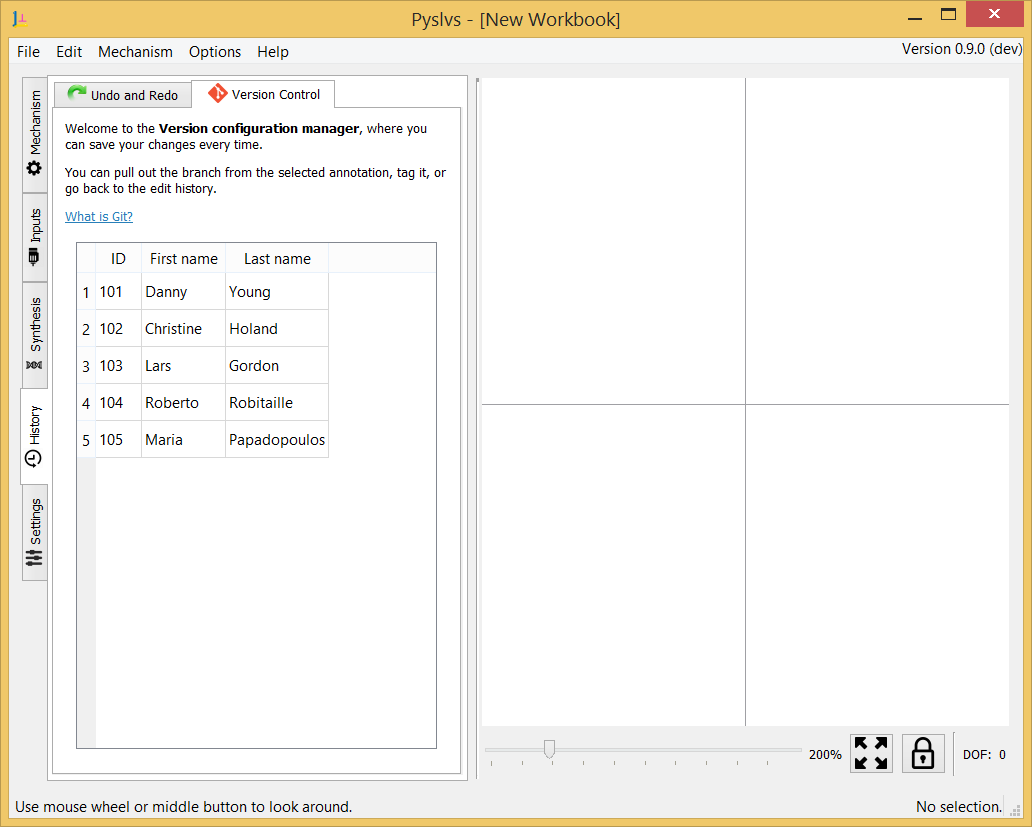 Pyslvs - [New Workbook]
File Edit Mechanism Options Help
Version 0.9.0 (dev)
Mechanism
Inputs
Synthesis
History
Settings
Undo and Redo
Version Control
Welcome to the Version configuration manager, where you
can save your changes every time.
You can pull out the branch from the selected annotation, tag it, or
go back to the edit history.
What is Git?
ID First name Last name
1 101 Danny Young
2 102 Christine Holand
3 103 Lars Gordon
4 104 Roberto Robitaille
5 105 Maria Papadopoulos
200%
DOF: 0
Use mouse wheel or middle button to look around.
No selection.